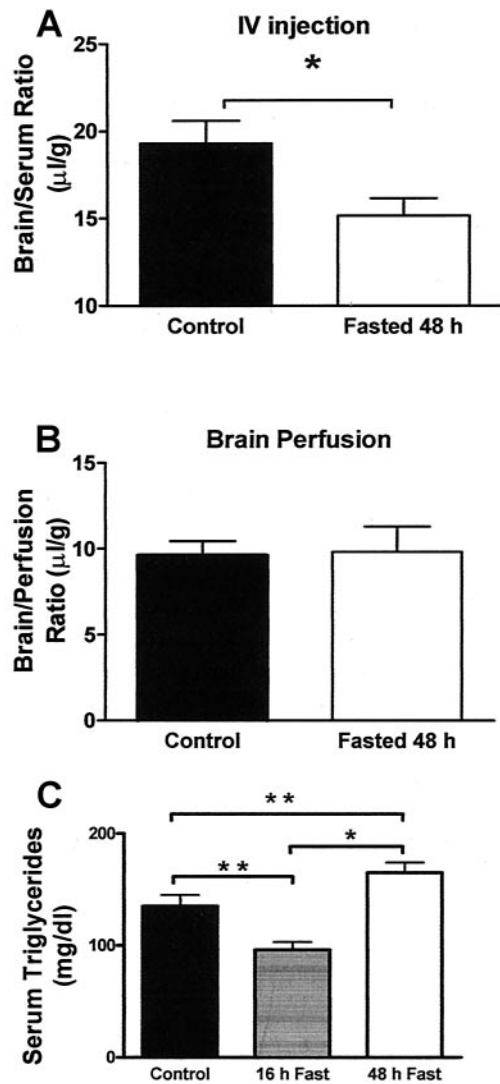 A
IV injection
*
Brain/Serum Ratio
(µl/g)
25
20
15
10
Control
Fasted 48 h
B
Brain Perfusion
Brain/Perfusion
Ratio (µl/g)
15
10
5
0
Control
Fasted 48 h
C
* *
*
* *
Serum Triglycerides
(mg/dl)
200
100
0
Control
16 h Fast
48 h Fast